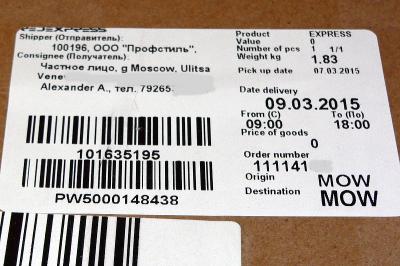 REDEXPRESS
Shipper (Отправитель):
100196, ООО "Профстиль",
Consignee (Получатель):
Частное лицо, g Moscow, Ulitsa
Vene
Alexander A., тел. 79265
101635195
PW5000148438
Product EXPRESS
Value 0
Number of pcs 1 1/1
Weight kg 1.83
Pick up date 07.03.2015
Date delivery
09.03.2015
From (С) To (По)
09:00 18:00
Price of goods
0
Order number
111141
Origin MOW
Destination MOW